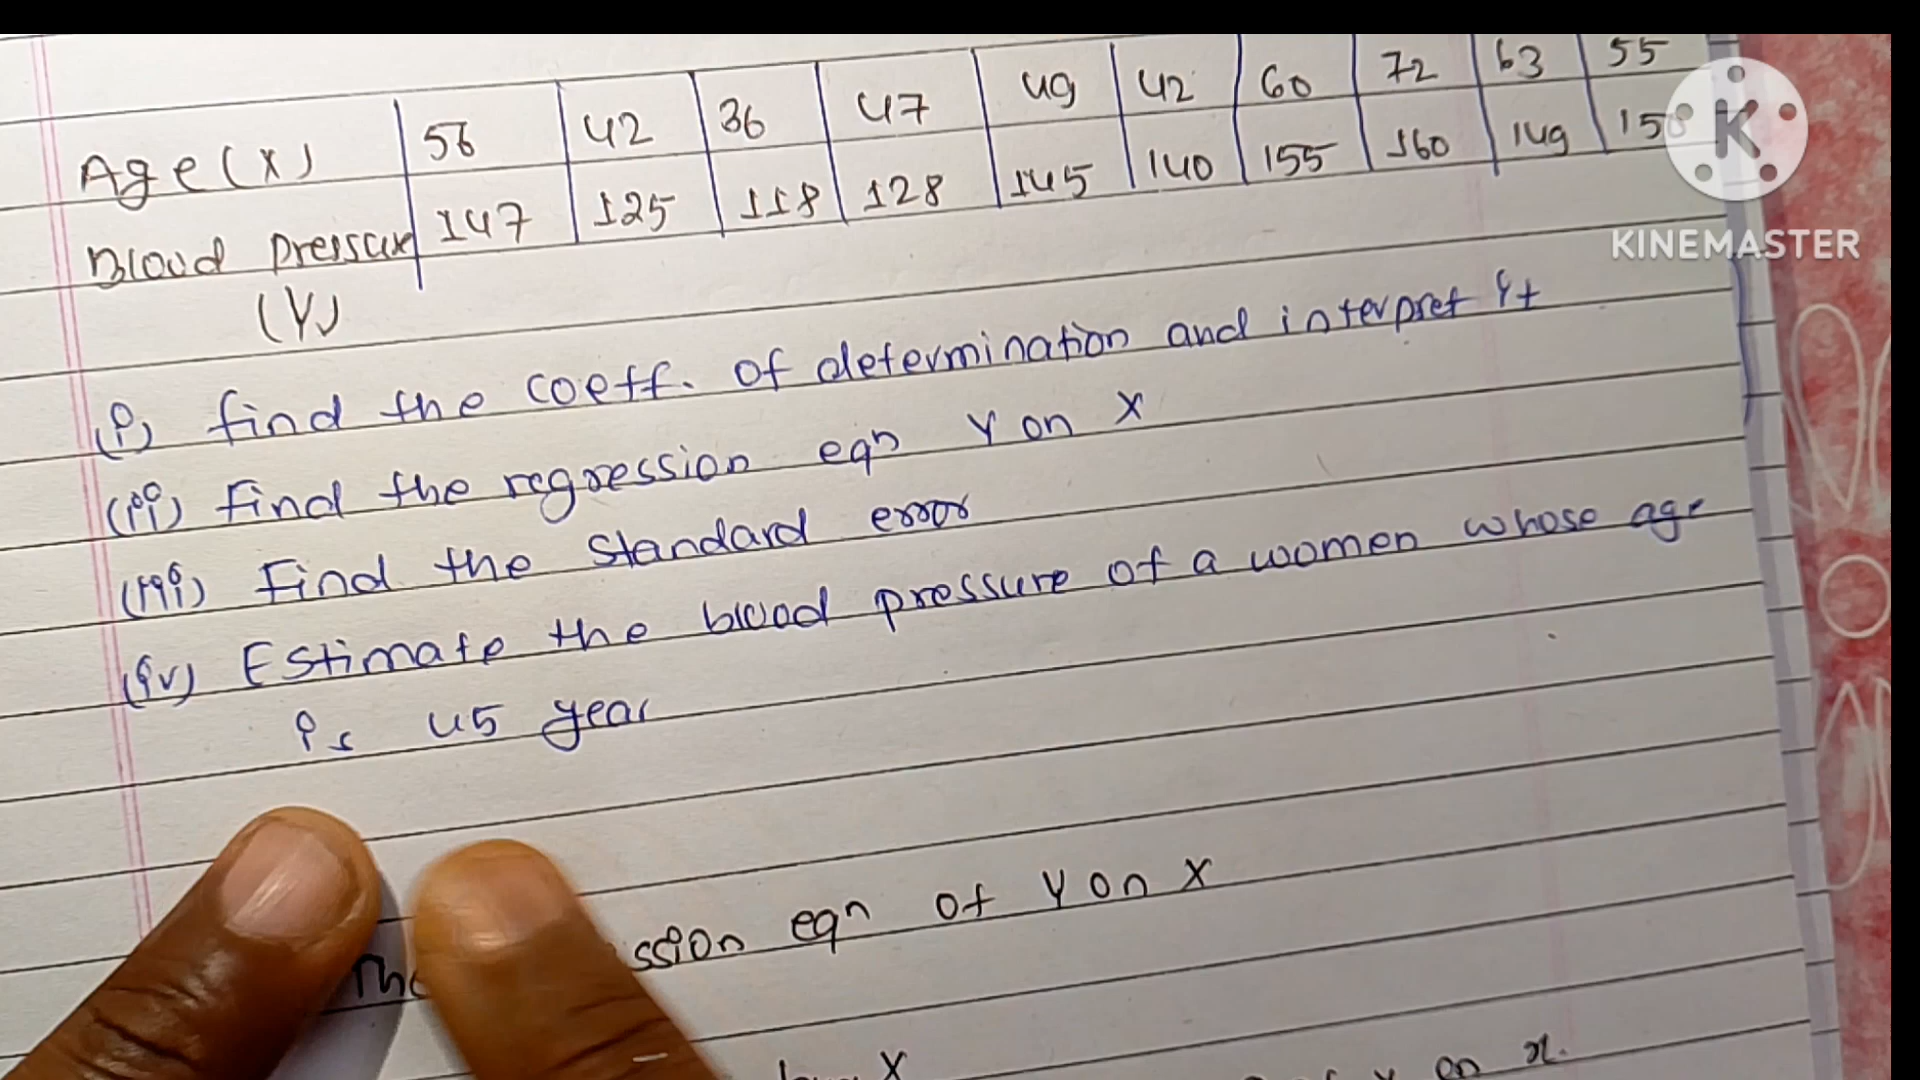 Age (X) 56 42 36 47 49 42 60 72 63 55
Blood pressure 147 125 118 128 145 140 155 160 149
(Y)
(i) find the coeff. of determination and interpret it
(ii) Find the regression eqn Y on X
(iii) Find the standard error
(iv) Estimate the blood pressure of a women whose age
is 45 year
eqn of Y on X
X
on x.
K
KINEMASTER